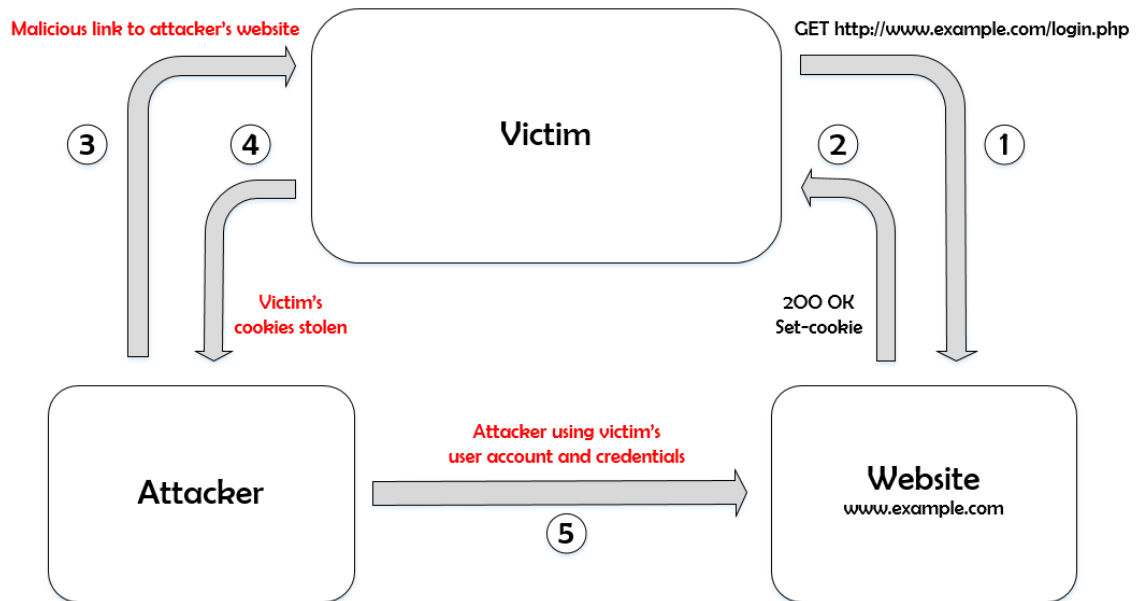 Malicious link to attacker's website
GET http://www.example.com/login.php
Victim
3
4
2
1
Victim's
cookies stolen
200 OK
Set-cookie
Attacker using victim's
user account and credentials
Attacker
Website
www.example.com
5